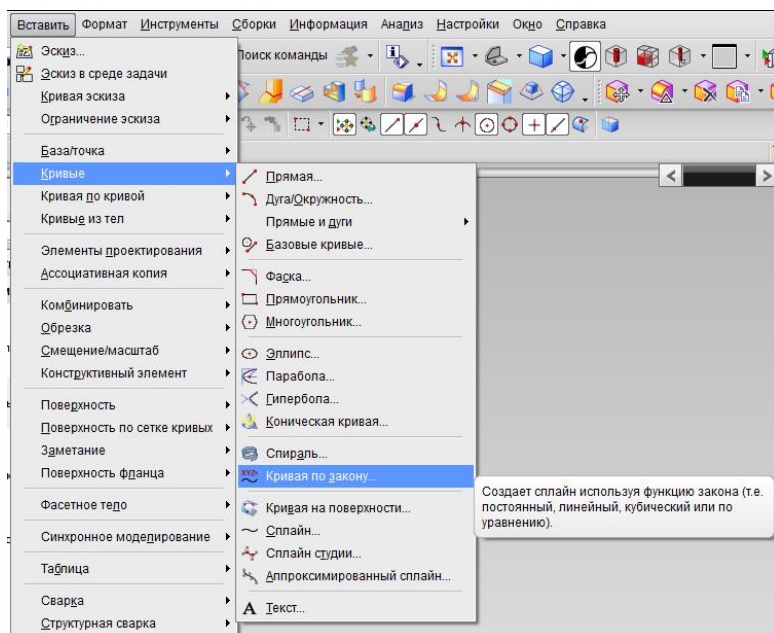 Вставить Формат Инструменты Сборки Информация Анализ Настройки Окно Справка
Эскиз...
Поиск команды
Эскиз в среде задачи
Кривая эскиза
Ограничение эскиза
База/точка
Кривые
Кривая по кривой
Кривые из тел
Элементы проектирования
Ассоциативная копия
Комбинировать
Обрезка
Смещение/масштаб
Конструктивный элемент
Поверхность
Поверхность по сетке кривых
Заметание
Поверхность фланца
Фасетное тело
Синхронное моделирование
Таблица
Сварка
Структурная сварка
Прямая...
Дуга/Окружность...
Прямые и дуги
Базовые кривые...
Фаска...
Прямоугольник...
Многоугольник...
Эллипс...
Парабола...
Гипербола...
Коническая кривая...
Спираль...
XYZ=
Кривая по закону...
Кривая на поверхности...
Сплайн...
Сплайн студии...
Аппроксимированный сплайн...
A Текст...
Создает сплайн используя функцию закона (т.е.
постоянный, линейный, кубический или по
уравнению).